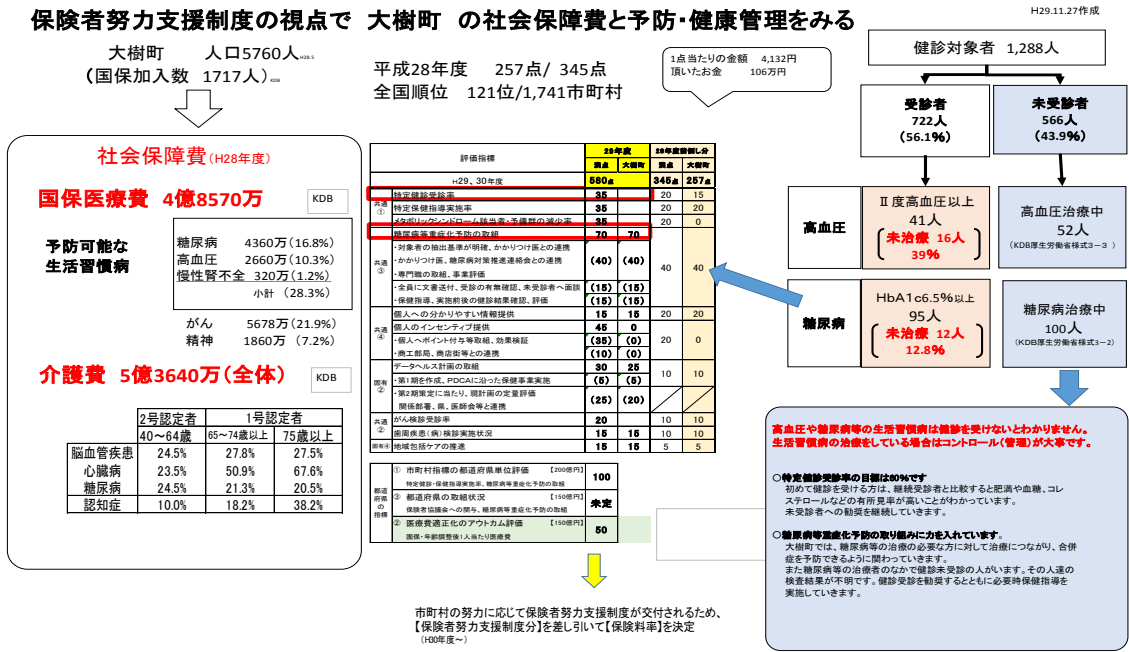 保険者努力支援制度の視点で 大樹町 の社会保障費と予防・健康管理をみる
H29.11.27作成
大樹町 人口5760人 H28.5
(国保加入数 1717人) KDB
平成28年度 257点/ 345点
全国順位 121位/1,741市町村
1点当たりの金額 4,132円
頂いたお金 106万円
社会保障費(H28年度)
国保医療費 4億8570万
KDB
予防可能な
生活習慣病
糖尿病 4360万(16.8%)
高血圧 2660万(10.3%)
慢性腎不全 320万(1.2%)
小計 (28.3%)
がん 5678万(21.9%)
精神 1860万(7.2%)
介護費 5億3640万(全体)
KDB
2号認定者 1号認定者
40~64歳 65~74歳以上 75歳以上
脳血管疾患 24.5% 27.8% 27.5%
心臓病 23.5% 50.9% 67.6%
糖尿病 24.5% 21.3% 20.5%
認知症 10.0% 18.2% 38.2%
評価指標 29年度 28年度前倒し分
満点 大樹町 満点 大樹町
H29、30年度 580点 345点 257点
共通① 特定健診受診率 35 20 15
特定保健指導実施率 35 20 20
メタボリックシンドローム該当者・予備群の減少率 35 20 0
共通③ 糖尿病等重症化予防の取組 70 70 40 40
・対象者の抽出基準が明確、かかりつけ医との連携
・かかりつけ医、糖尿病対策推進連絡会との連携 (40) (40)
・専門職の取組、事業評価
・全員に文書送付、受診の有無確認、未受診者へ面談 (15) (15)
・保健指導、実施前後の健診結果確認、評価 (15) (15)
共通④ 個人への分かりやすい情報提供 15 15 20 20
個人のインセンティブ提供 45 0 20 0
・個人へポイント付与等取組、効果検証 (35) (0)
・商工部局、商店街等との連携 (10) (0)
固有② データヘルス計画の取組 30 25 10 10
・第1期を作成、PDCAに沿った保健事業実施 (5) (5)
・第2期策定に当たり、現計画の定量評価
関係部署、県、医師会等と連携 (25) (20)
共通② がん検診受診率 20 10 10
歯周疾患(病)検診実施状況 15 15 10 10
固有④ 地域包括ケアの推進 15 15 5 5
都道府県の指標
① 市町村指標の都道府県単位評価 【200億円】 100
特定健診・保健指導実施率、糖尿病等重症化予防の取組
③ 都道府県の取組状況 【150億円】 未定
保険者協議会への関与、糖尿病等重症化予防の取組
② 医療費適正化のアウトカム評価 【150億円】 50
国保・年齢調整後1人当たり医療費
市町村の努力に応じて保険者努力支援制度が交付されるため、
【保険者努力支援制度分】を差し引いて【保険料率】を決定
(H30年度~)
健診対象者 1,288人
受診者
722人
(56.1%)
未受診者
566人
(43.9%)
高血圧
Ⅱ度高血圧以上
41人
未治療 16人
39%
高血圧治療中
52人
(KDB厚生労働省様式3-3 )
糖尿病
HbA1c6.5%以上
95人
未治療 12人
12.8%
糖尿病治療中
100人
(KDB厚生労働省様式3-2)
高血圧や糖尿病等の生活習慣病は健診を受けないとわかりません。
生活習慣病の治療をしている場合はコントロール(管理)が大事です。
○特定健診受診率の目標は60%です
初めて健診を受ける方は、継続受診者と比較すると肥満や血糖、コレ
ステロールなどの有所見率が高いことがわかっています。
未受診者への勧奨を継続していきます。
○糖尿病等重症化予防の取り組みに力を入れています。
大樹町では、糖尿病等の治療の必要な方に対して治療につながり、合併
症を予防できるように関わっていきます。
また糖尿病等の治療者のなかで健診未受診の人がいます。その人達の
検査結果が不明です。健診受診を勧奨するとともに必要時保健指導を
実施していきます。